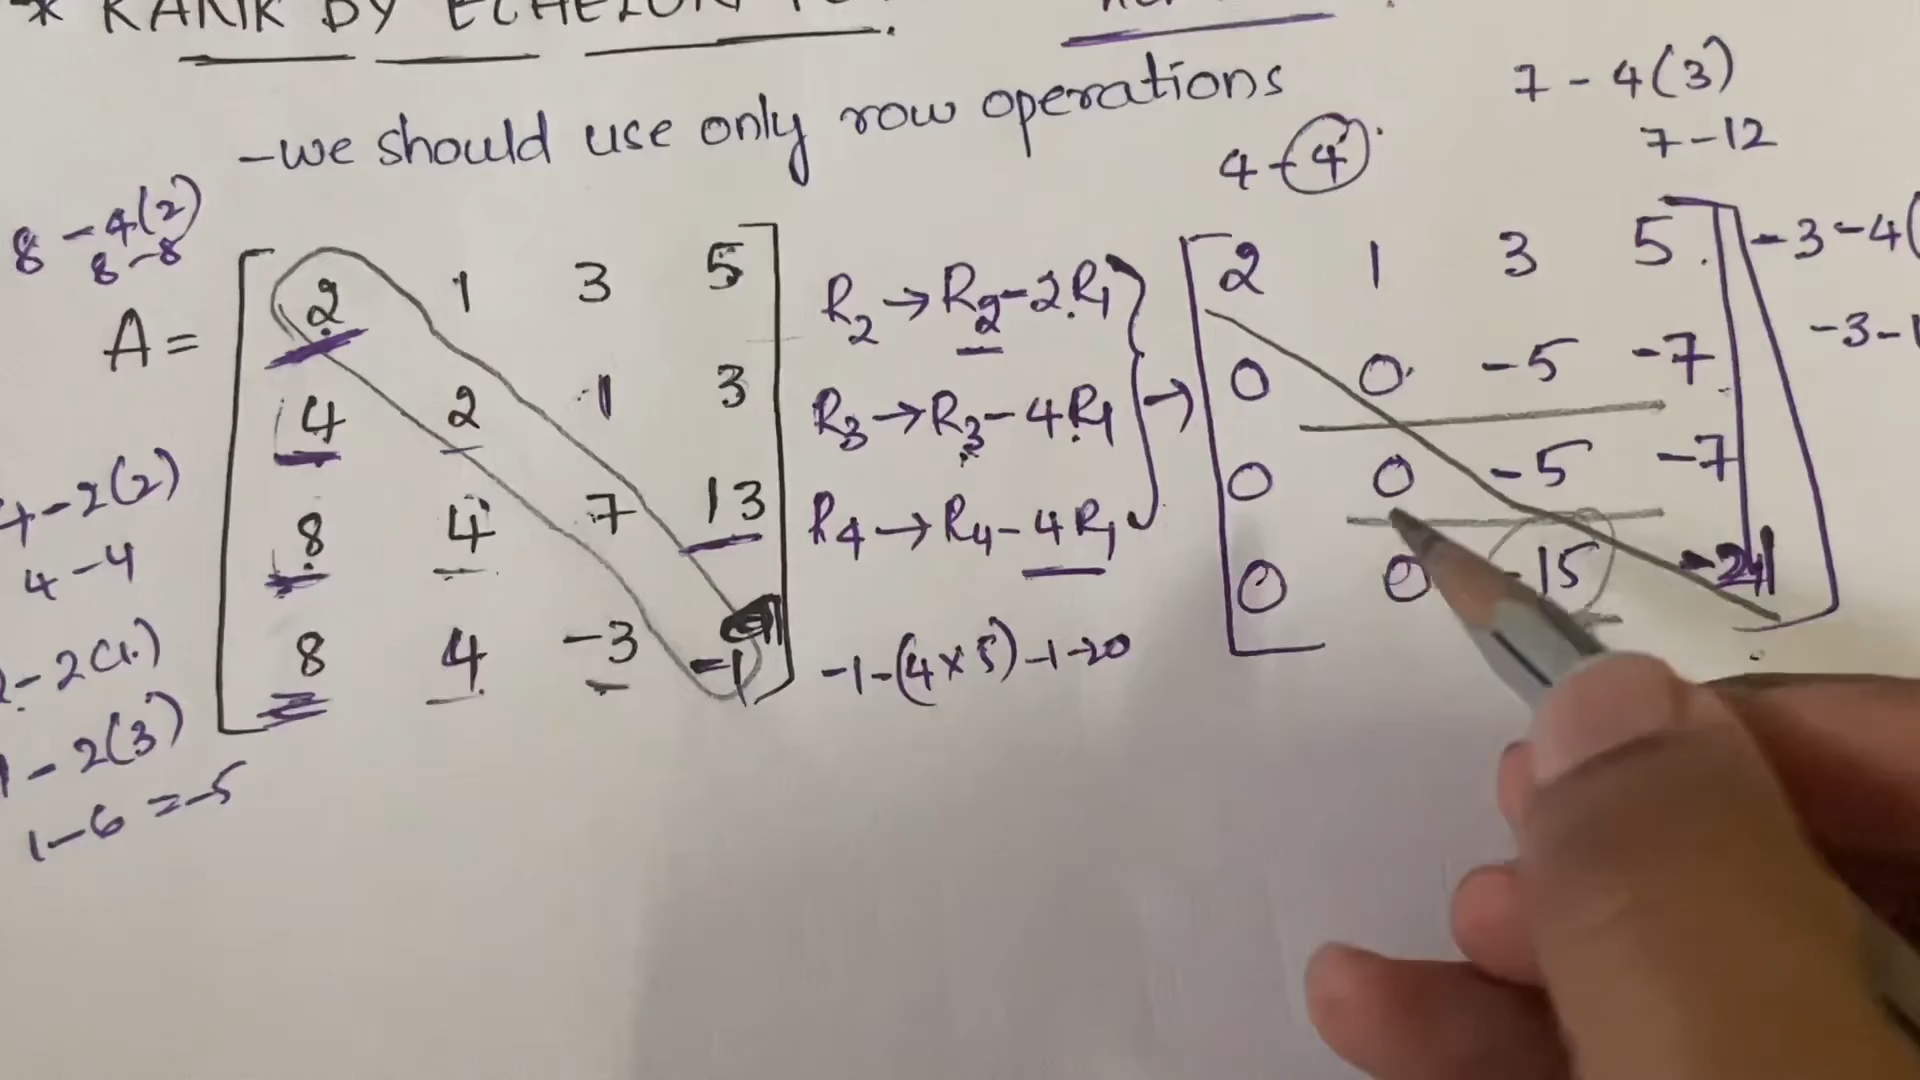 * RANK BY ECHELON
-we should use only row operations
7 - 4(3)
7 - 12
4 - 4
8 - 4(2)
8 - 8
A =
2 1 3 5
4 2 1 3
8 4 7 13
8 4 -3 -1
R2 → R2 - 2R1
R3 → R3 - 4R1
R4 → R4 - 4R1
-1-(4×5) -1-20
→
2 1 3 5
0 0 -5 -7
0 0 -5 -7
0 0 -15 -21
-3-4(
-3-1
4-2(2)
4-4
-2(1)
-2(3)
1-6=-5